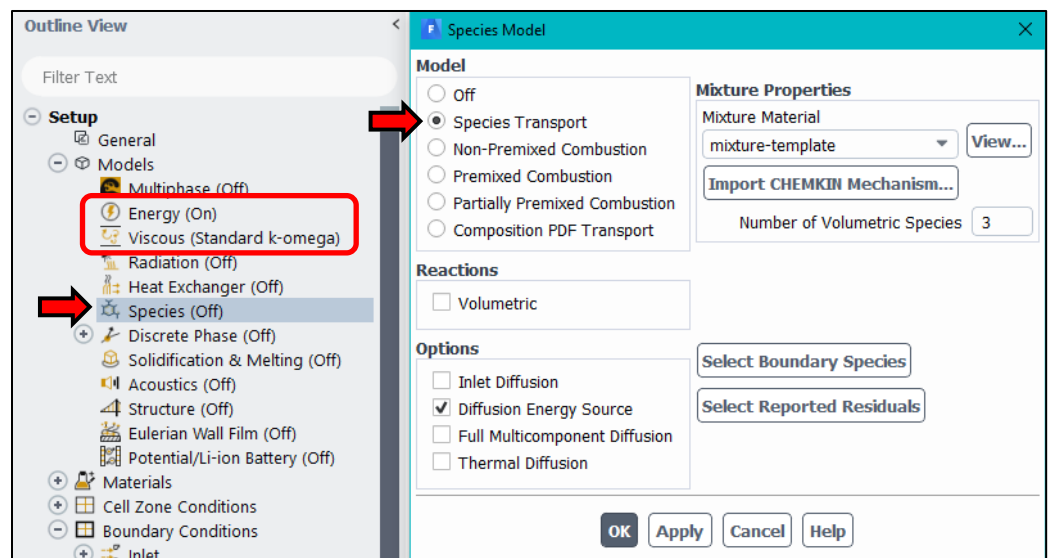 Outline View
<
Filter Text
Setup
General
Models
Multiphase (Off)
Energy (On)
Viscous (Standard k-omega)
Radiation (Off)
Heat Exchanger (Off)
Species (Off)
Discrete Phase (Off)
Solidification & Melting (Off)
Acoustics (Off)
Structure (Off)
Eulerian Wall Film (Off)
Potential/Li-ion Battery (Off)
Materials
Cell Zone Conditions
Boundary Conditions
Inlet
F Species Model
Model
Off
Species Transport
Non-Premixed Combustion
Premixed Combustion
Partially Premixed Combustion
Composition PDF Transport
Reactions
Volumetric
Options
Inlet Diffusion
Diffusion Energy Source
Full Multicomponent Diffusion
Thermal Diffusion
Mixture Properties
Mixture Material
mixture-template View...
Import CHEMKIN Mechanism...
Number of Volumetric Species 3
Select Boundary Species
Select Reported Residuals
OK Apply Cancel Help